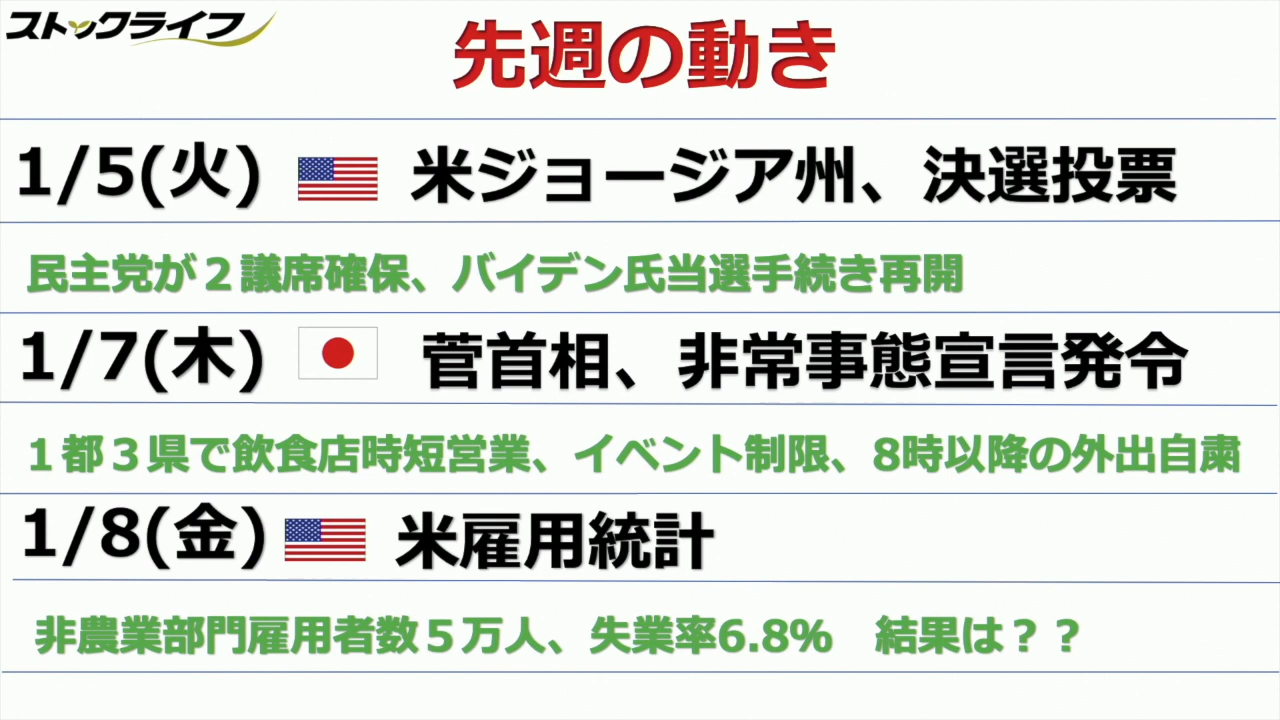 ストックライフ
先週の動き
1/5(火) 米ジョージア州、決選投票
民主党が２議席確保、バイデン氏当選手続き再開
1/7(木) 菅首相、非常事態宣言発令
１都３県で飲食店時短営業、イベント制限、8時以降の外出自粛
1/8(金) 米雇用統計
非農業部門雇用者数５万人、失業率6.8%　結果は？？